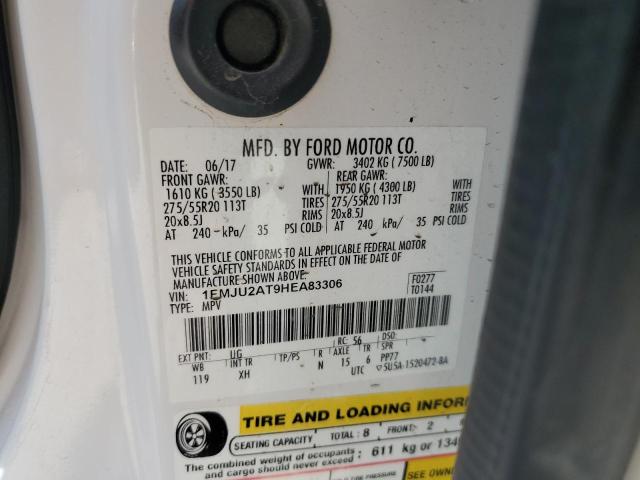 MFD. BY FORD MOTOR CO.
DATE: 06/17 GVWR: 3402 KG ( 7500 LB)
FRONT GAWR: REAR GAWR:
1610 KG ( 3550 LB) WITH 1950 KG ( 4300 LB) WITH
275/55R20 113T TIRES 275/55R20 113T TIRES
20x8.5J RIMS 20x8.5J RIMS
AT 240 kPa/ 35 PSI COLD AT 240 kPa/ 35 PSI COLD
THIS VEHICLE CONFORMS TO ALL APPLICABLE FEDERAL MOTOR
VEHICLE SAFETY STANDARDS IN EFFECT ON THE DATE OF
MANUFACTURE SHOWN ABOVE.
VIN: 1FMJU2AT9HEA83306 F0277
TYPE: MPV T0144
RC: 56 DSO:
EXT PNT: UG
WB INT TR TP/PS R AXLE TR SPR
119 XH N 15 6 PP77
UTC 5U5A-1520472-BA
TIRE AND LOADING INFOR
SEATING CAPACITY TOTAL: 8 FRONT: 2
The combined weight of occupants
and cargo should never exceed: 611 kg or 134
SEE OWNE